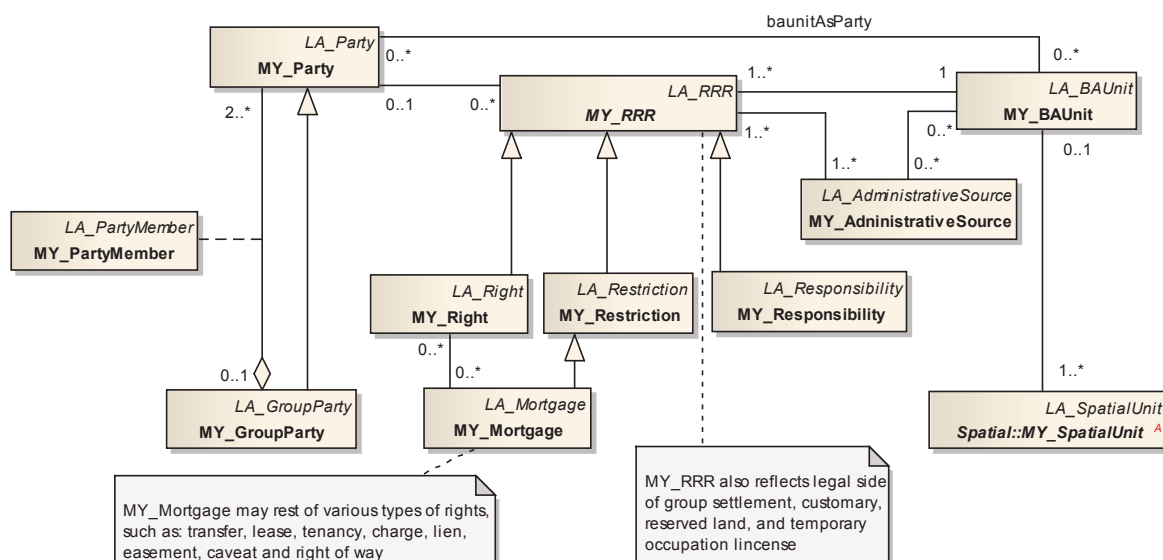 baunitAsParty
LA_Party
MY_Party
0..*
0..*
2..*
0..1
0..*
LA_RRR
MY_RRR
1..*
1
1..*
LA_BAUnit
MY_BAUnit
0..*
0..1
1..*
0..*
LA_AdministrativeSource
MY_AdninistrativeSource
LA_PartyMember
MY_PartyMember
LA_Right
MY_Right
LA_Restriction
MY_Restriction
LA_Responsibility
MY_Responsibility
0..*
0..*
0..1
1..*
LA_GroupParty
MY_GroupParty
LA_Mortgage
MY_Mortgage
LA_SpatialUnit
Spatial::MY_SpatialUnit
A
MY_Mortgage may rest of various types of rights,
such as: transfer, lease, tenancy, charge, lien,
easement, caveat and right of way
MY_RRR also reflects legal side
of group settlement, customary,
reserved land, and temporary
occupation lincense